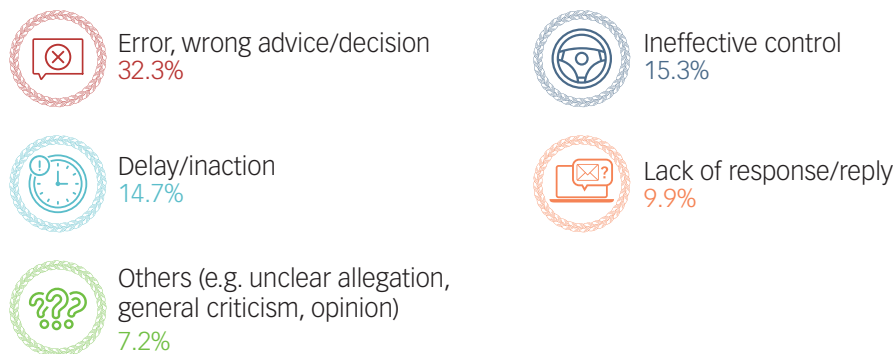 Error, wrong advice/decision
32.3%
Ineffective control
15.3%
Delay/inaction
14.7%
Lack of response/reply
9.9%
Others (e.g. unclear allegation,
general criticism, opinion)
7.2%